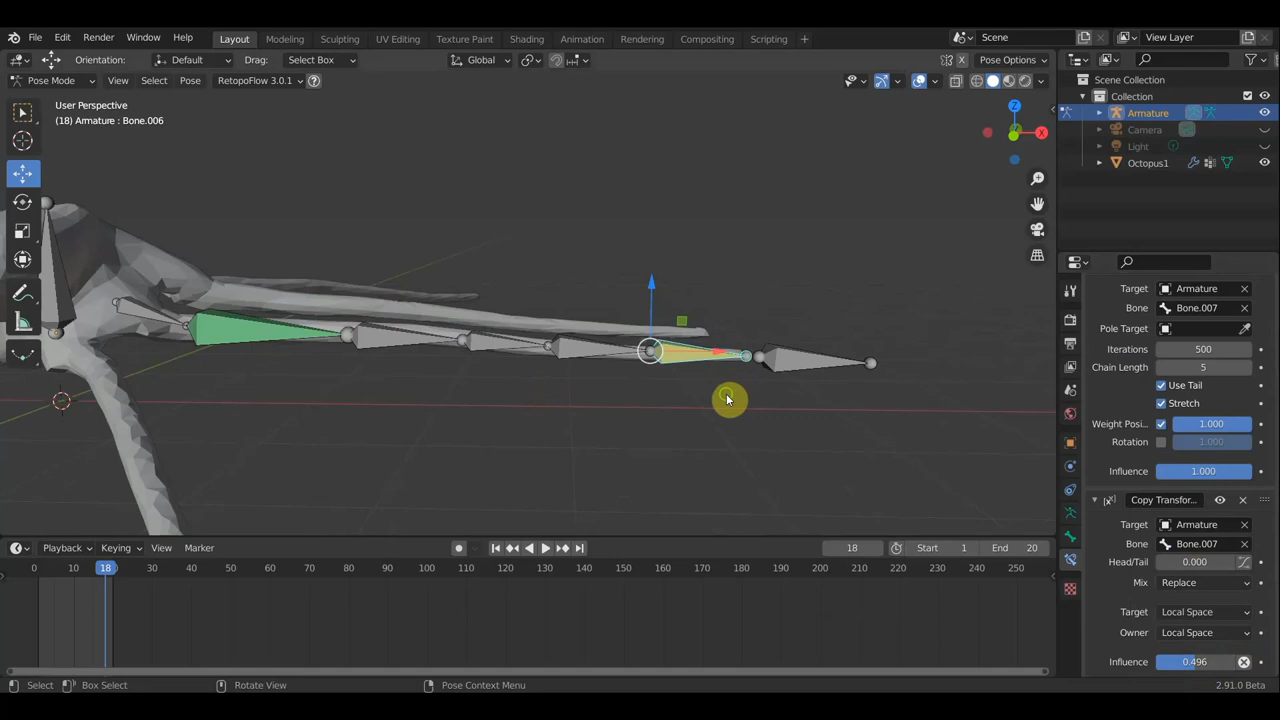 File Edit Render Window Help Layout Modeling Sculpting UV Editing Texture Paint Shading Animation Rendering Compositing Scripting + Scene View Layer
Orientation: Default Drag: Select Box Global X Pose Options
Pose Mode View Select Pose RetopoFlow 3.0.1 ?
User Perspective
(18) Armature : Bone.006
Z
X
Scene Collection
Collection
Armature
Camera
Light
Octopus1
Target Armature
Bone Bone.007
Pole Target
Iterations 500
Chain Length 5
Use Tail
Stretch
Weight Posi... 1.000
Rotation 1.000
Influence 1.000
Copy Transfor...
Target Armature
Bone Bone.007
Head/Tail 0.000
Mix Replace
Target Local Space
Owner Local Space
Influence 0.496
Playback Keying View Marker 18 Start 1 End 20
0 10 18 30 40 50 60 70 80 90 100 110 120 130 140 150 160 170 180 190 200 210 220 230 240 250
Select Box Select Rotate View Pose Context Menu 2.91.0 Beta